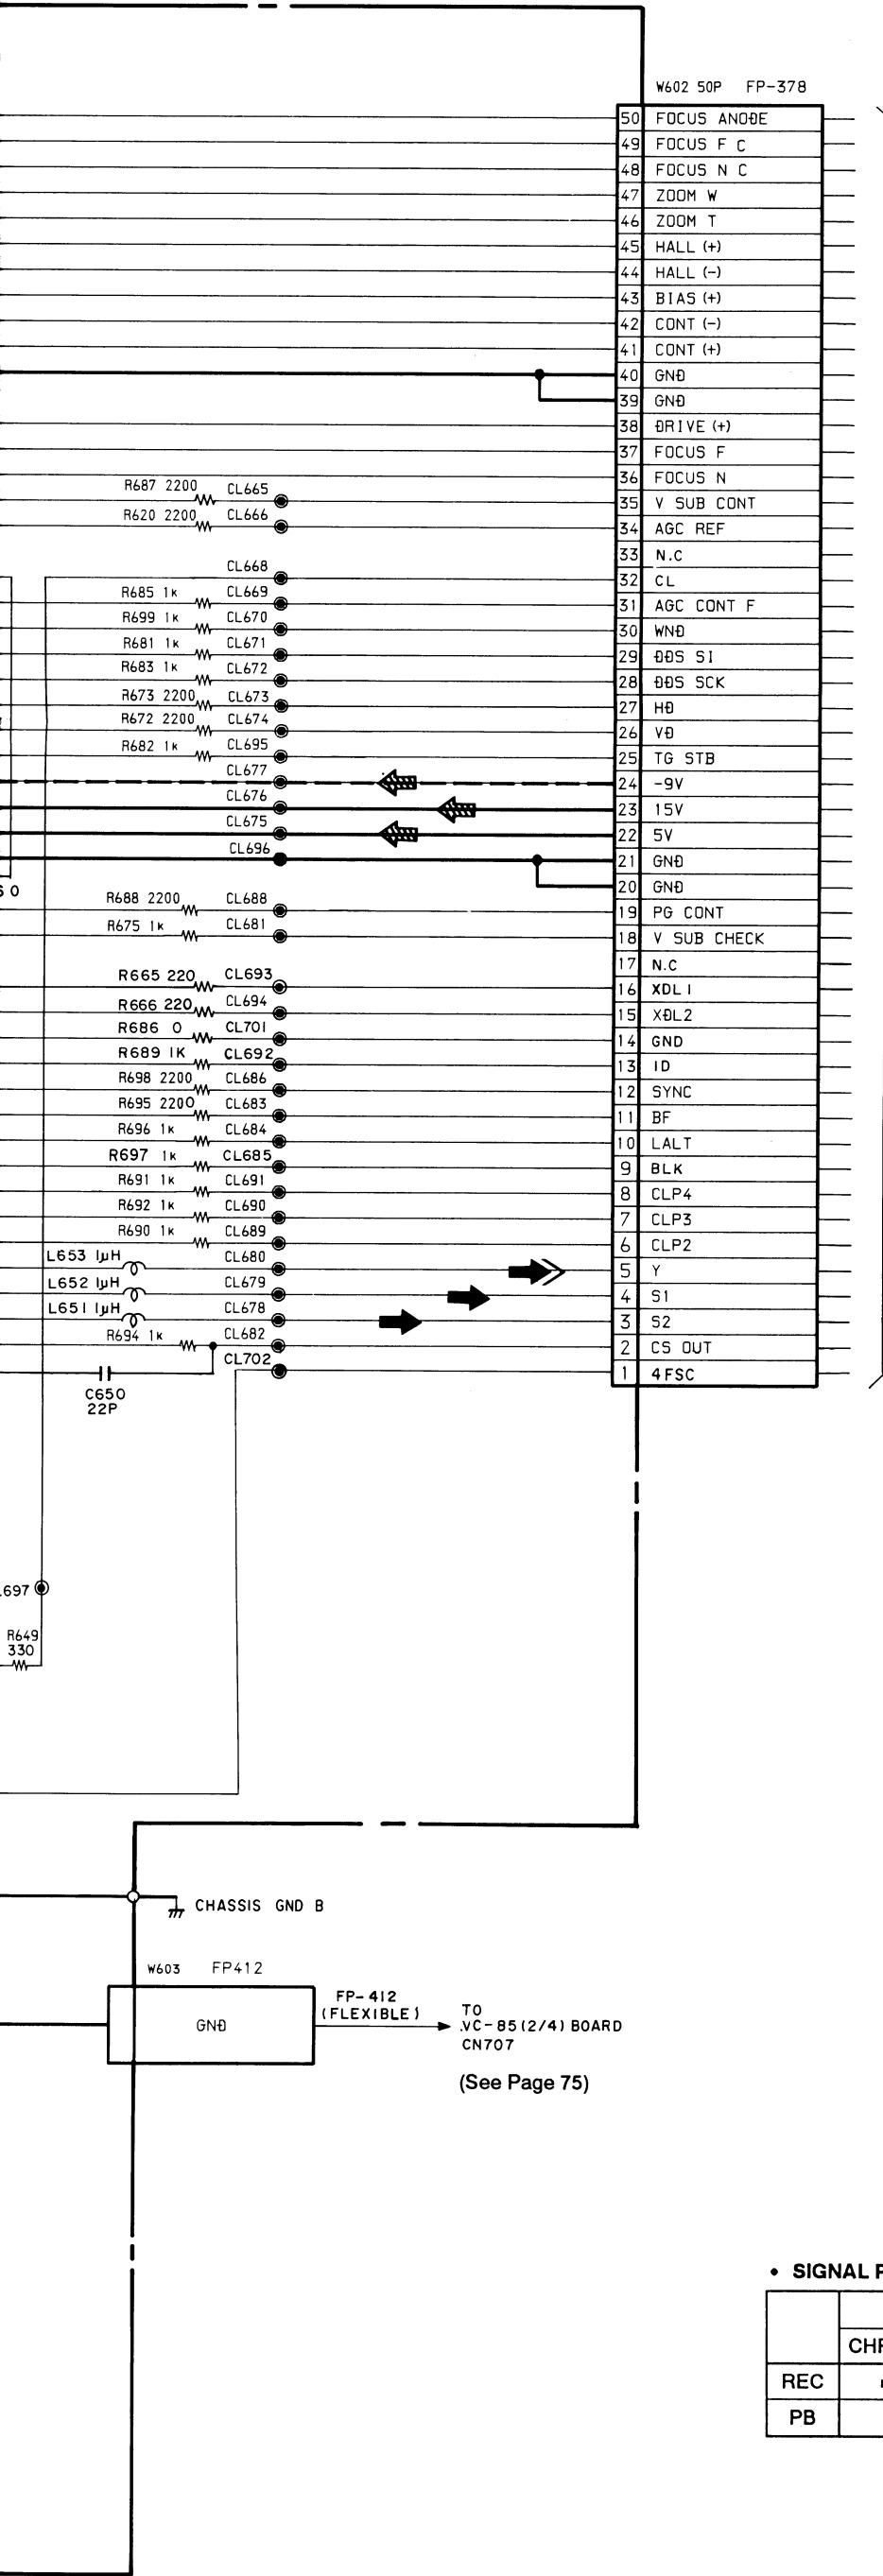 W602 50P FP-378
50 FOCUS ANODE
49 FOCUS F C
48 FOCUS N C
47 ZOOM W
46 ZOOM T
45 HALL (+)
44 HALL (-)
43 BIAS (+)
42 CONT (-)
41 CONT (+)
40 GND
39 GND
38 DRIVE (+)
37 FOCUS F
36 FOCUS N
R687 2200 CL665 35 V SUB CONT
R620 2200 CL666 34 AGC REF
33 N.C
CL668 32 CL
R685 1k CL669 31 AGC CONT F
R699 1k CL670 30 WND
R681 1k CL671 29 DDS SI
R683 1k CL672 28 DDS SCK
R673 2200 CL673 27 HD
R672 2200 CL674 26 VD
R682 1k CL695 25 TG STB
CL677 24 -9V
CL676 23 15V
CL675 22 5V
CL696 21 GND
20 GND
R688 2200 CL688 19 PG CONT
R675 1k CL681 18 V SUB CHECK
17 N.C
R665 220 CL693 16 XDL1
R666 220 CL694 15 XDL2
R686 0 CL701 14 GND
R689 1K CL692 13 ID
R698 2200 CL686 12 SYNC
R695 2200 CL683 11 BF
R696 1k CL684 10 LALT
R697 1k CL685 9 BLK
R691 1k CL691 8 CLP4
R692 1k CL690 7 CLP3
R690 1k CL689 6 CLP2
L653 1µH CL680 5 Y
L652 1µH CL679 4 S1
L651 1µH CL678 3 S2
R694 1k CL682 2 CS OUT
CL702 1 4FSC
C650
22P
697
R649
330
CHASSIS GND B
W603 FP412
GND
FP-412
(FLEXIBLE)
TO
VC-85(2/4) BOARD
CN707
(See Page 75)
• SIGNAL
REC
PB